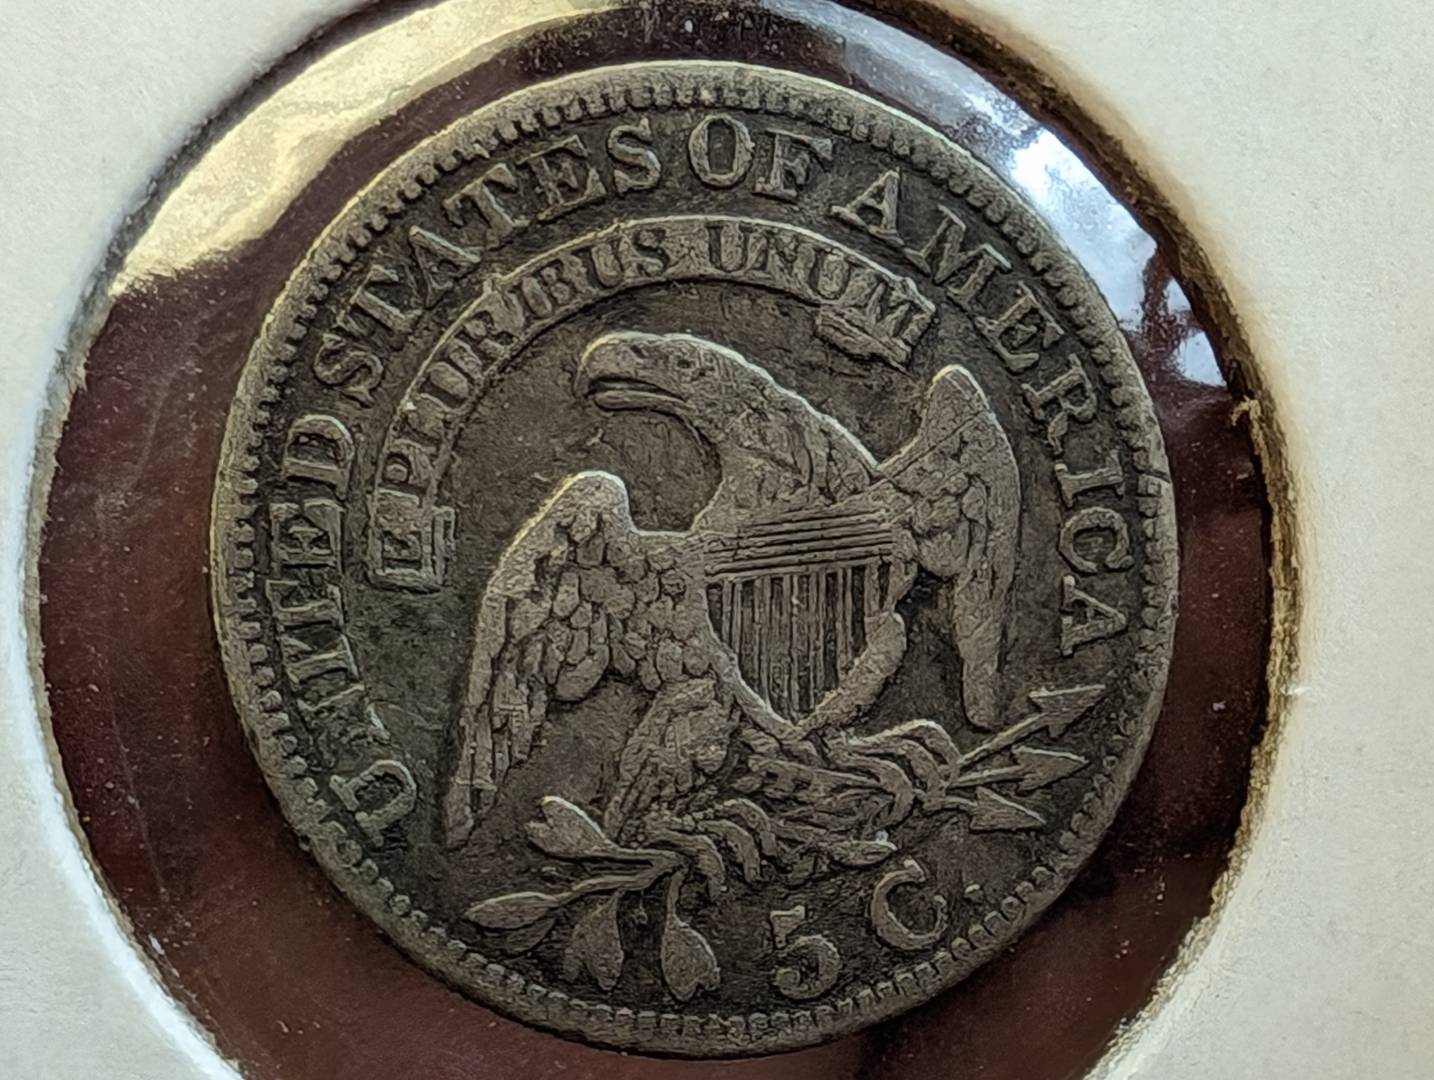 UNITED STATES OF AMERICA
E PLURIBUS UNUM
5 C.